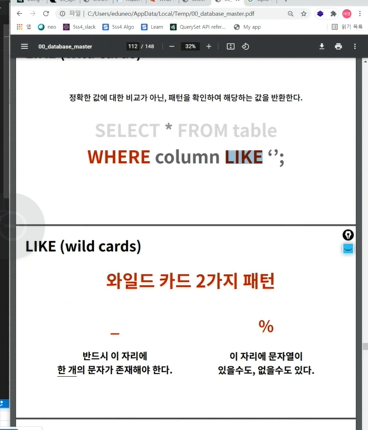 파일 | C:/Users/eduneo/AppData/Local/Temp/00_database_master.pdf
neo 5s4_slack 5s4 Algo Learn QuerySet API refer... My app 읽기 목록
00_database_master 112 / 148 32%
LIKE (wild cards)
정확한 값에 대한 비교가 아닌, 패턴을 확인하여 해당하는 값을 반환한다.
SELECT * FROM table
WHERE column LIKE ‘’;
LIKE (wild cards)
와일드 카드 2가지 패턴
_ %
반드시 이 자리에
한 개의 문자가 존재해야 한다.
이 자리에 문자열이
있을수도, 없을수도 있다.